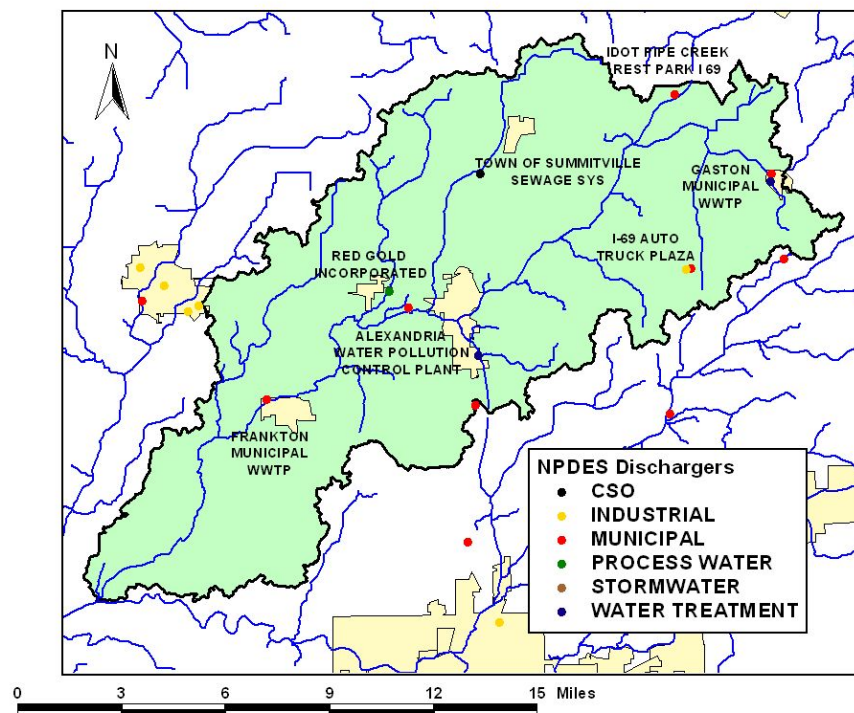 N
IDOT PIPE CREEK
REST PARK I 69
TOWN OF SUMMITVILLE
SEWAGE SYS
GASTON
MUNICIPAL
WWTP
I-69 AUTO
TRUCK PLAZA
RED GOLD
INCORPORATED
ALEXANDRIA
WATER POLLUTION
CONTROL PLANT
FRANKTON
MUNICIPAL
WWTP
NPDES Dischargers
CSO
INDUSTRIAL
MUNICIPAL
PROCESS WATER
STORMWATER
WATER TREATMENT
0 3 6 9 12 15 Miles